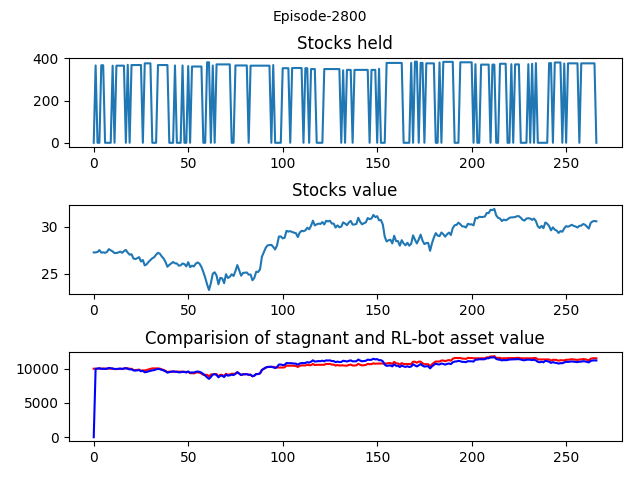 Episode-2800
Stocks held
400
200
0
0 50 100 150 200 250
Stocks value
30
25
0 50 100 150 200 250
Comparision of stagnant and RL-bot asset value
10000
5000
0
0 50 100 150 200 250